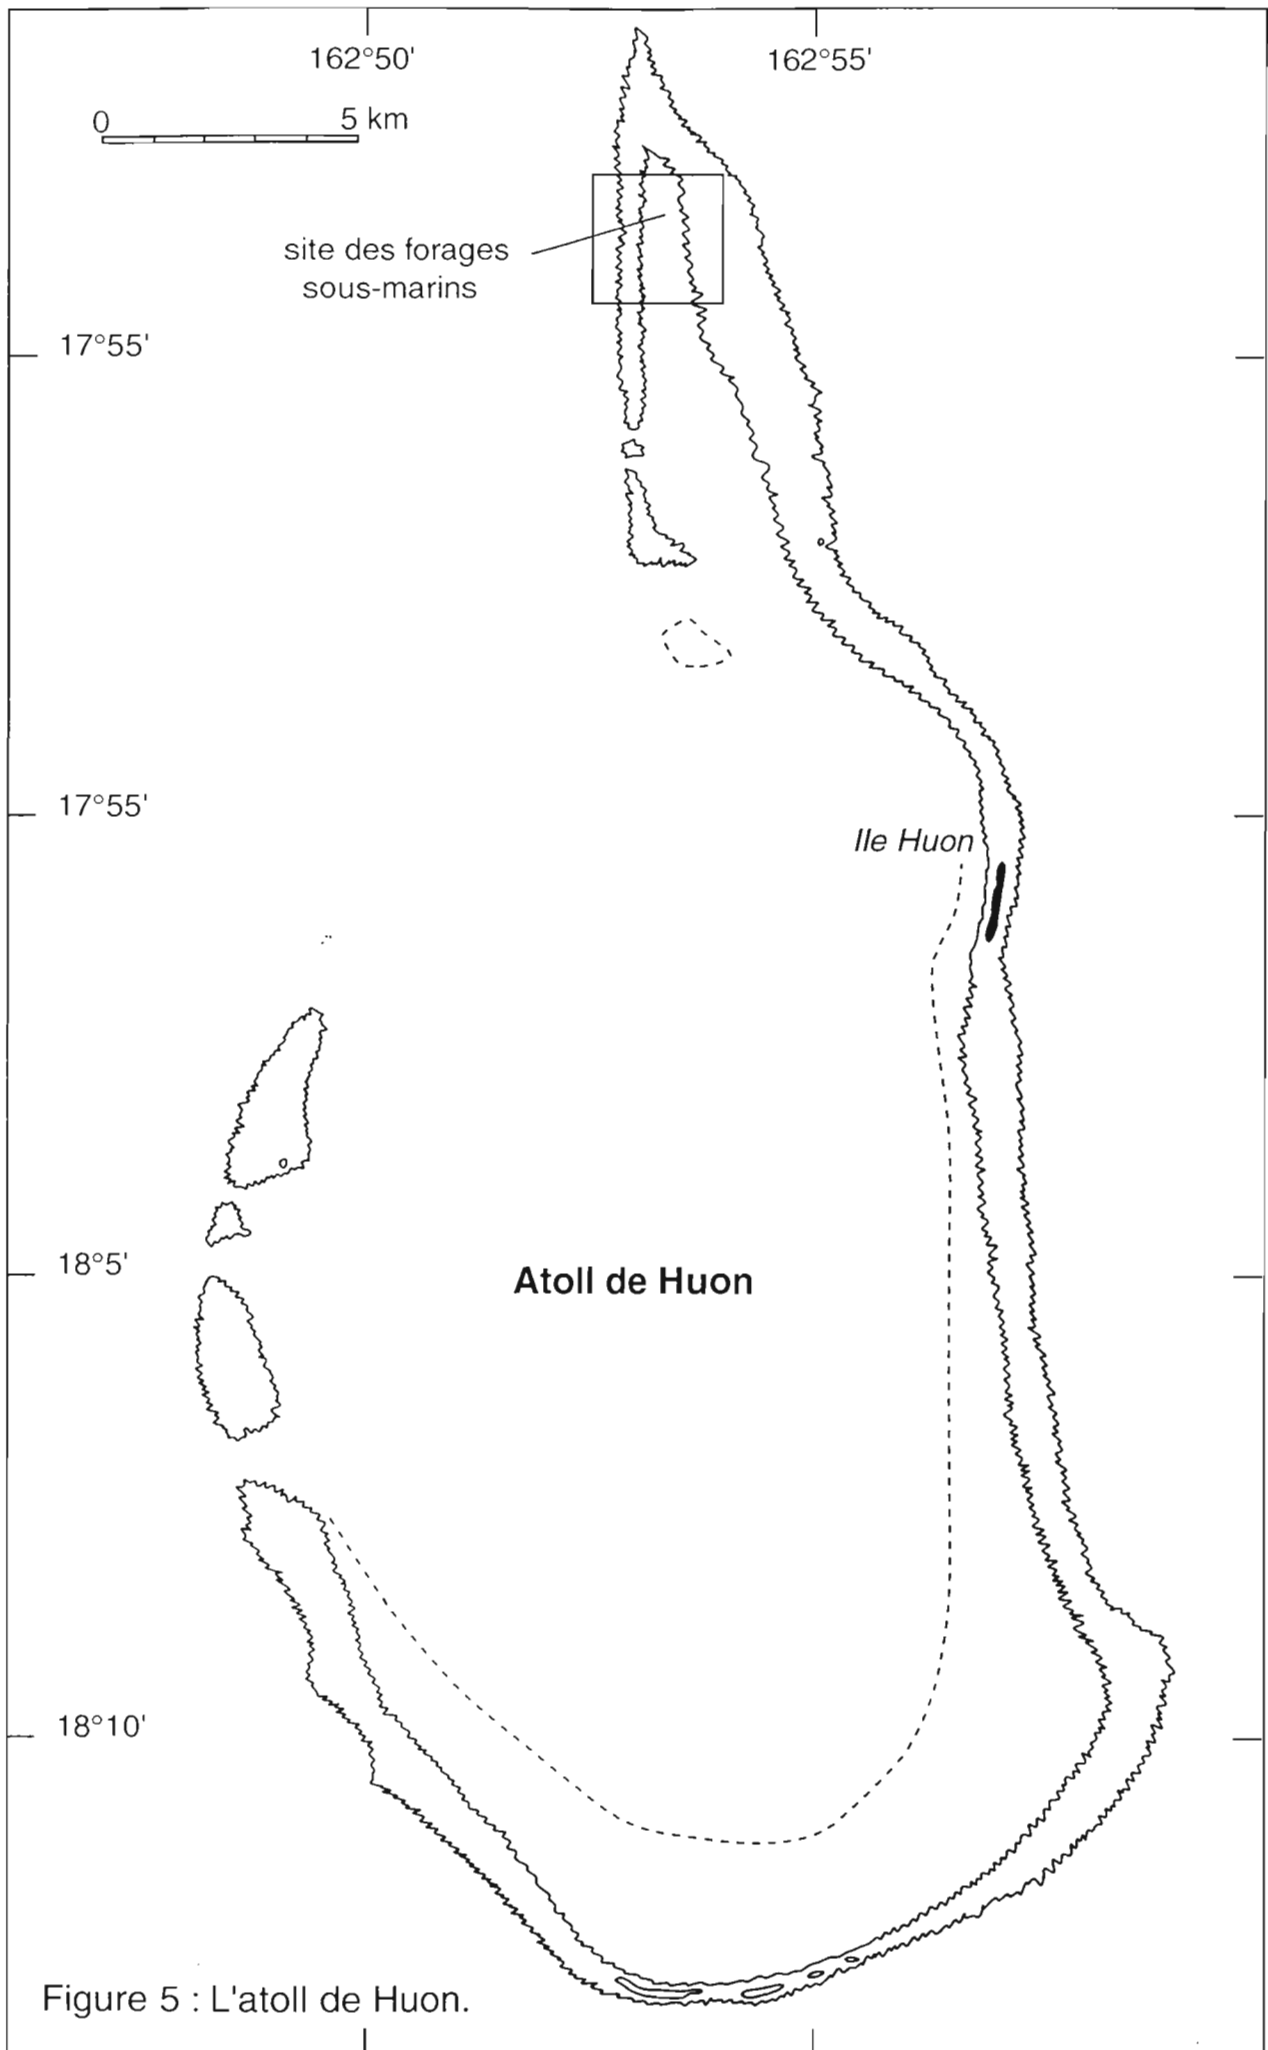 162°50'
162°55'
0
5 km
site des forages
sous-marins
17°55'
17°55'
Ile Huon
18°5'
Atoll de Huon
18°10'
Figure 5 : L'atoll de Huon.